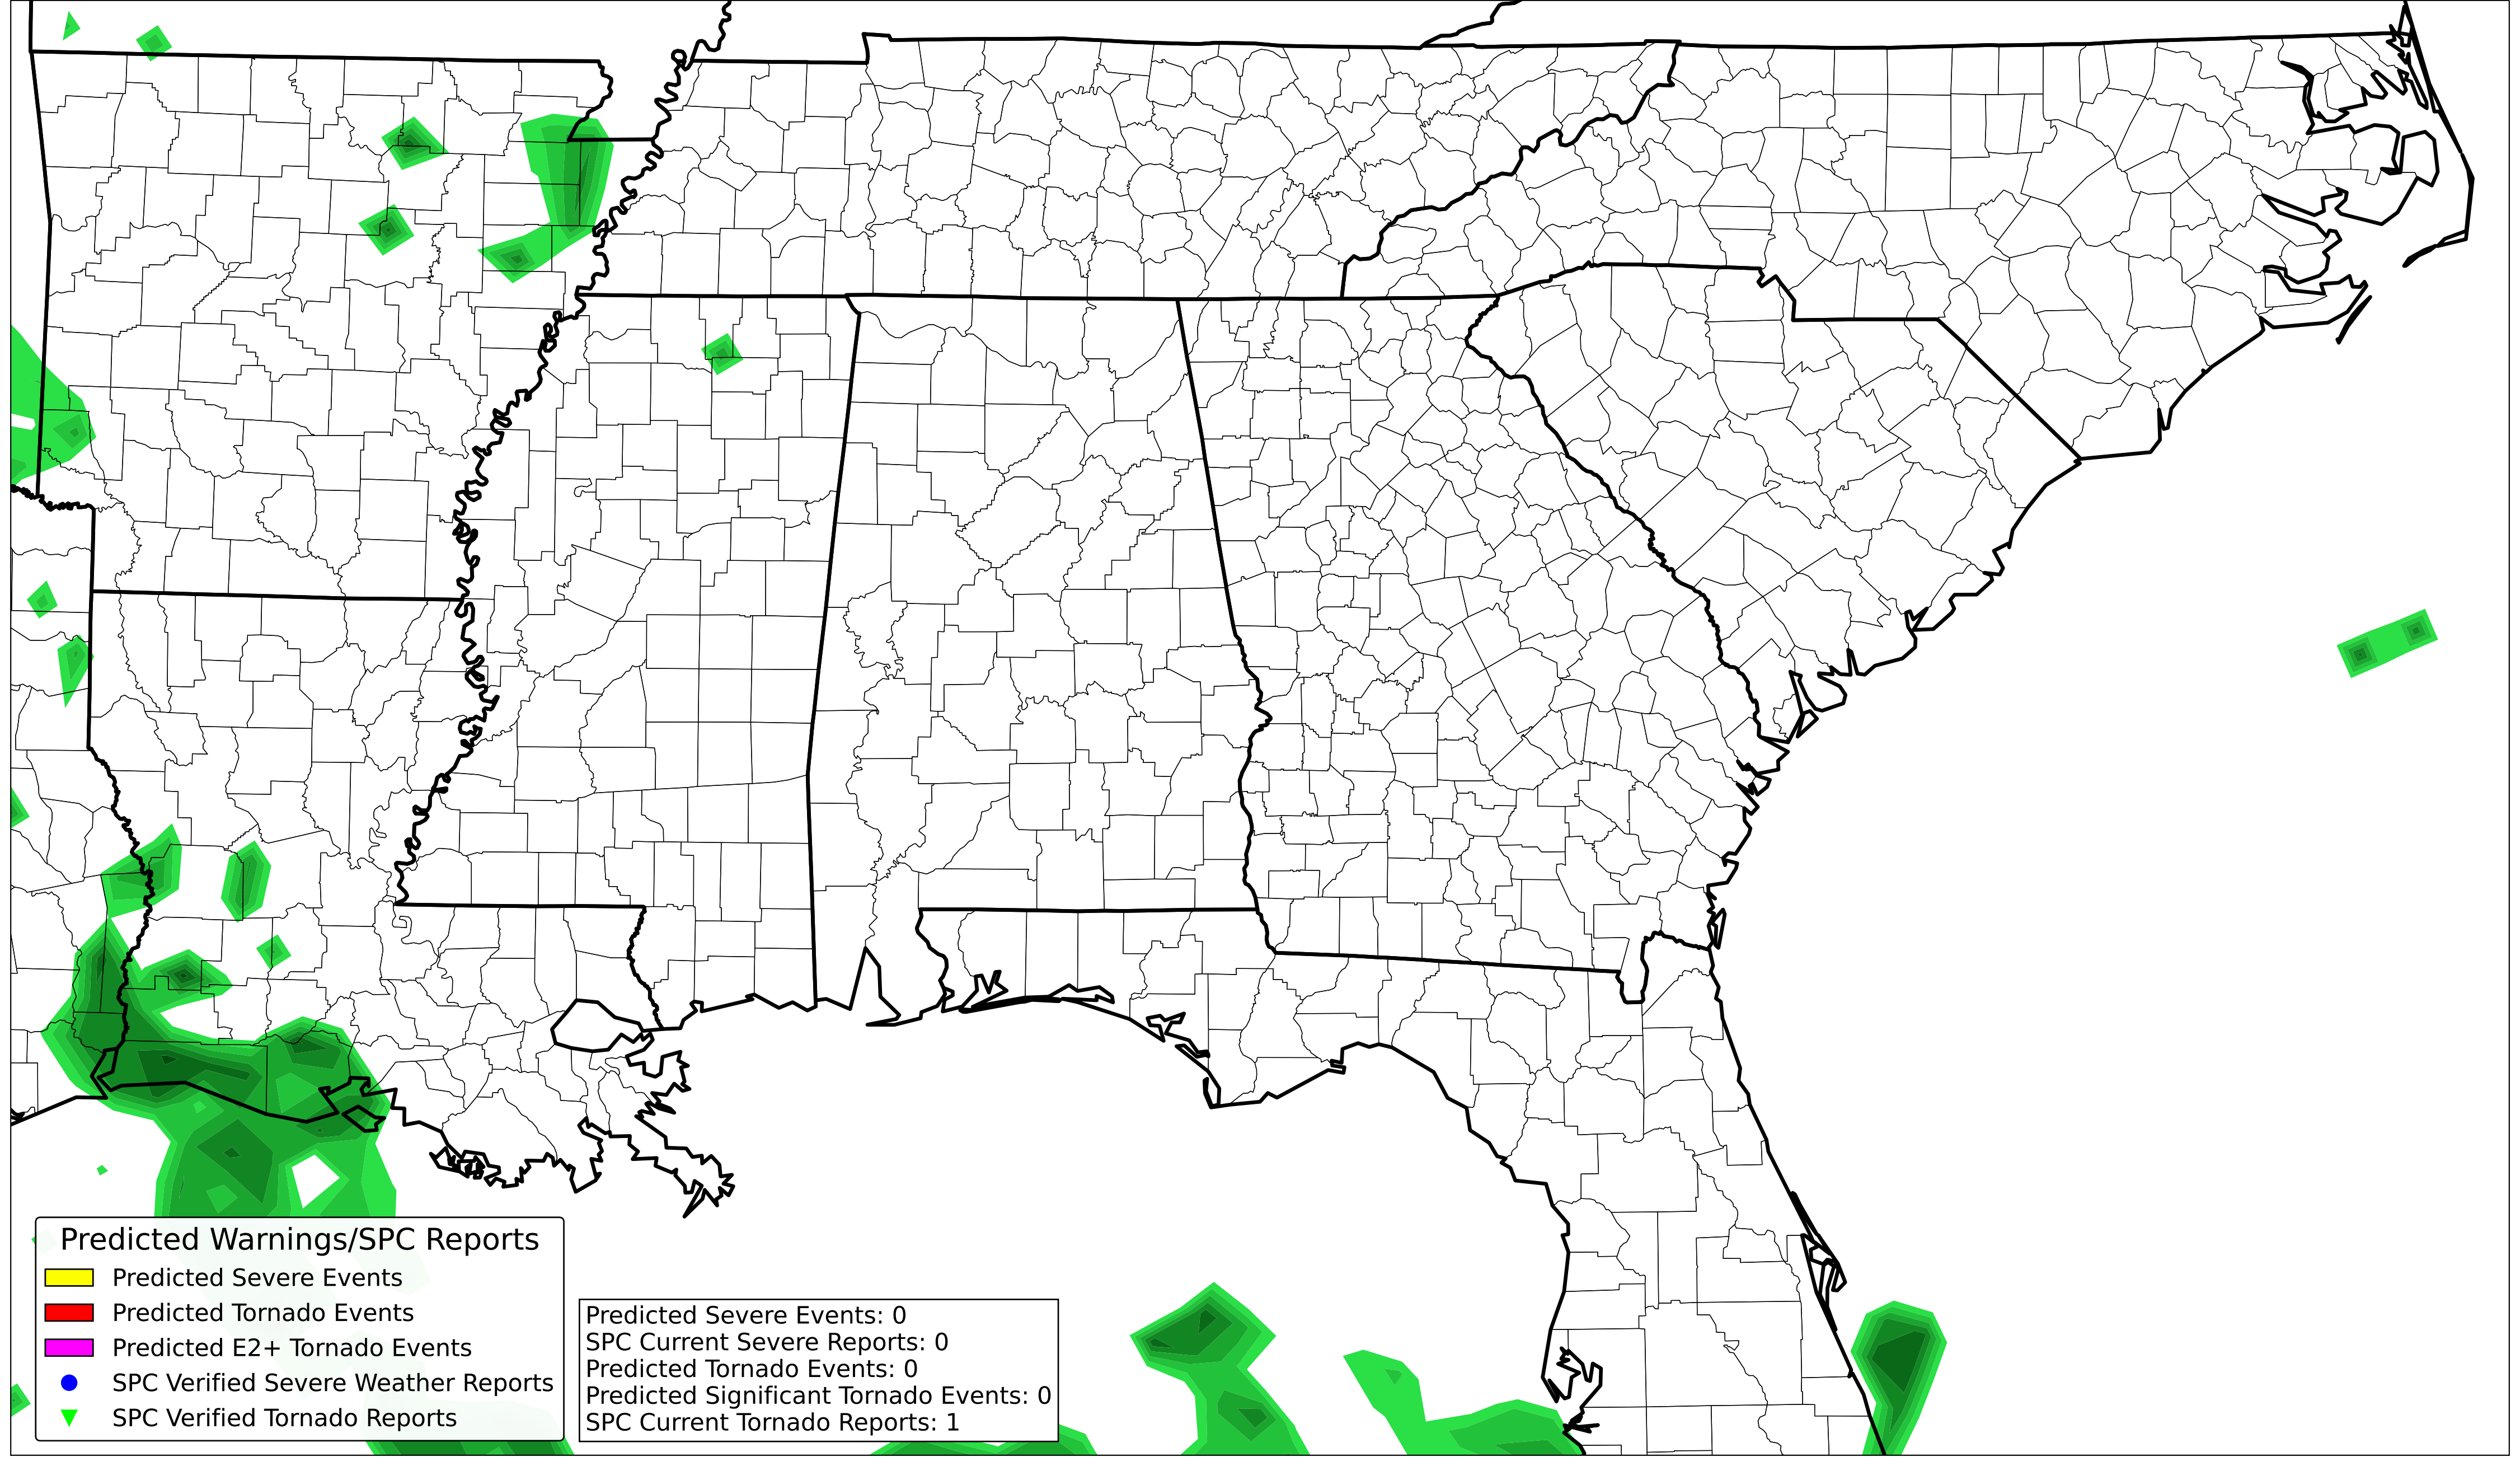 Predicted Warnings/SPC Reports
Predicted Severe Events
Predicted Tornado Events
Predicted E2+ Tornado Events
SPC Verified Severe Weather Reports
SPC Verified Tornado Reports
Predicted Severe Events: 0
SPC Current Severe Reports: 0
Predicted Tornado Events: 0
Predicted Significant Tornado Events: 0
SPC Current Tornado Reports: 1